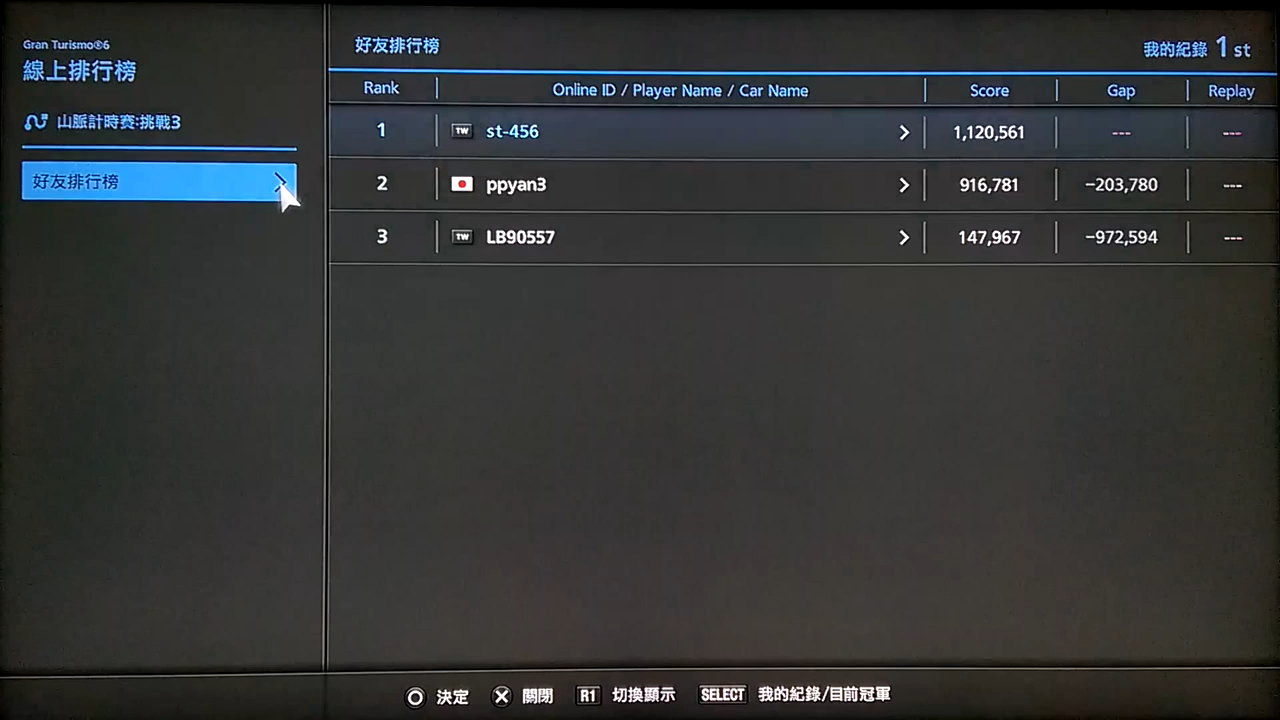 Gran Turismo®6
線上排行榜
山脈計時賽:挑戰3
好友排行榜
好友排行榜
我的紀錄 1 st
Rank Online ID / Player Name / Car Name Score Gap Replay
1 TW st-456 1,120,561 --- ---
2 ppyan3 916,781 −203,780 ---
3 TW LB90557 147,967 −972,594 ---
決定 關閉 R1 切換顯示 SELECT 我的紀錄/目前冠軍